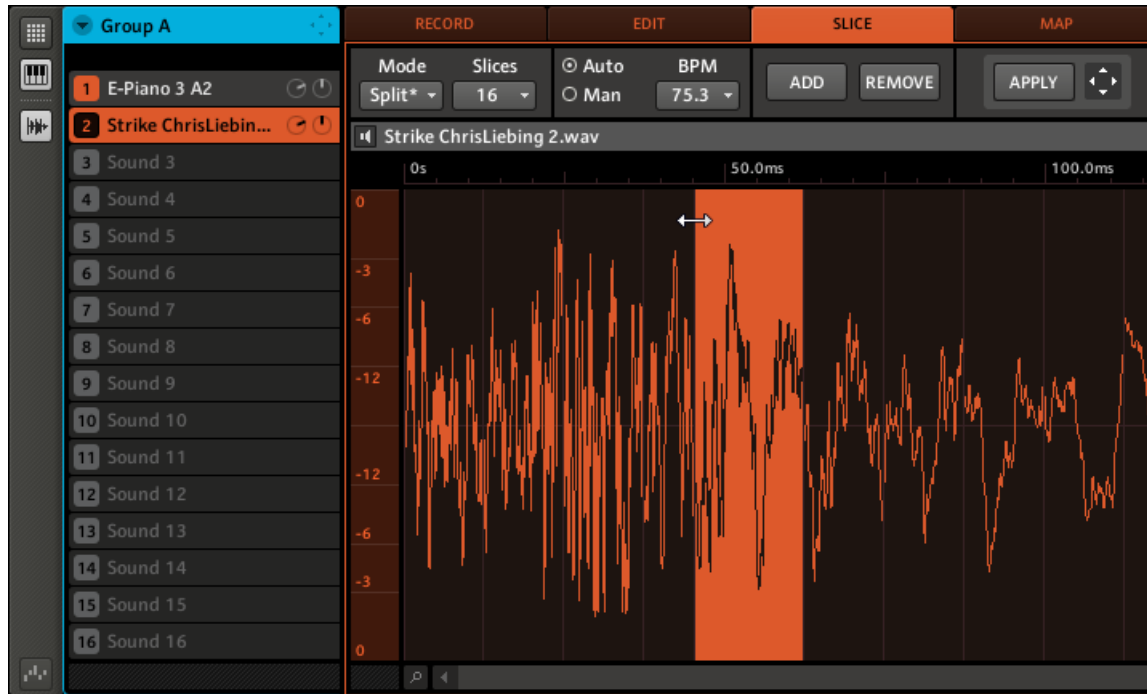 Group A
1 E-Piano 3 A2
2 Strike ChrisLiebin...
3 Sound 3
4 Sound 4
5 Sound 5
6 Sound 6
7 Sound 7
8 Sound 8
9 Sound 9
10 Sound 10
11 Sound 11
12 Sound 12
13 Sound 13
14 Sound 14
15 Sound 15
16 Sound 16
RECORD EDIT SLICE MAP
Mode Slices Auto BPM
Split* 16 Man 75.3 ADD REMOVE APPLY
Strike ChrisLiebing 2.wav
0s 50.0ms 100.0ms
0
-3
-6
-12
-12
-6
-3
0